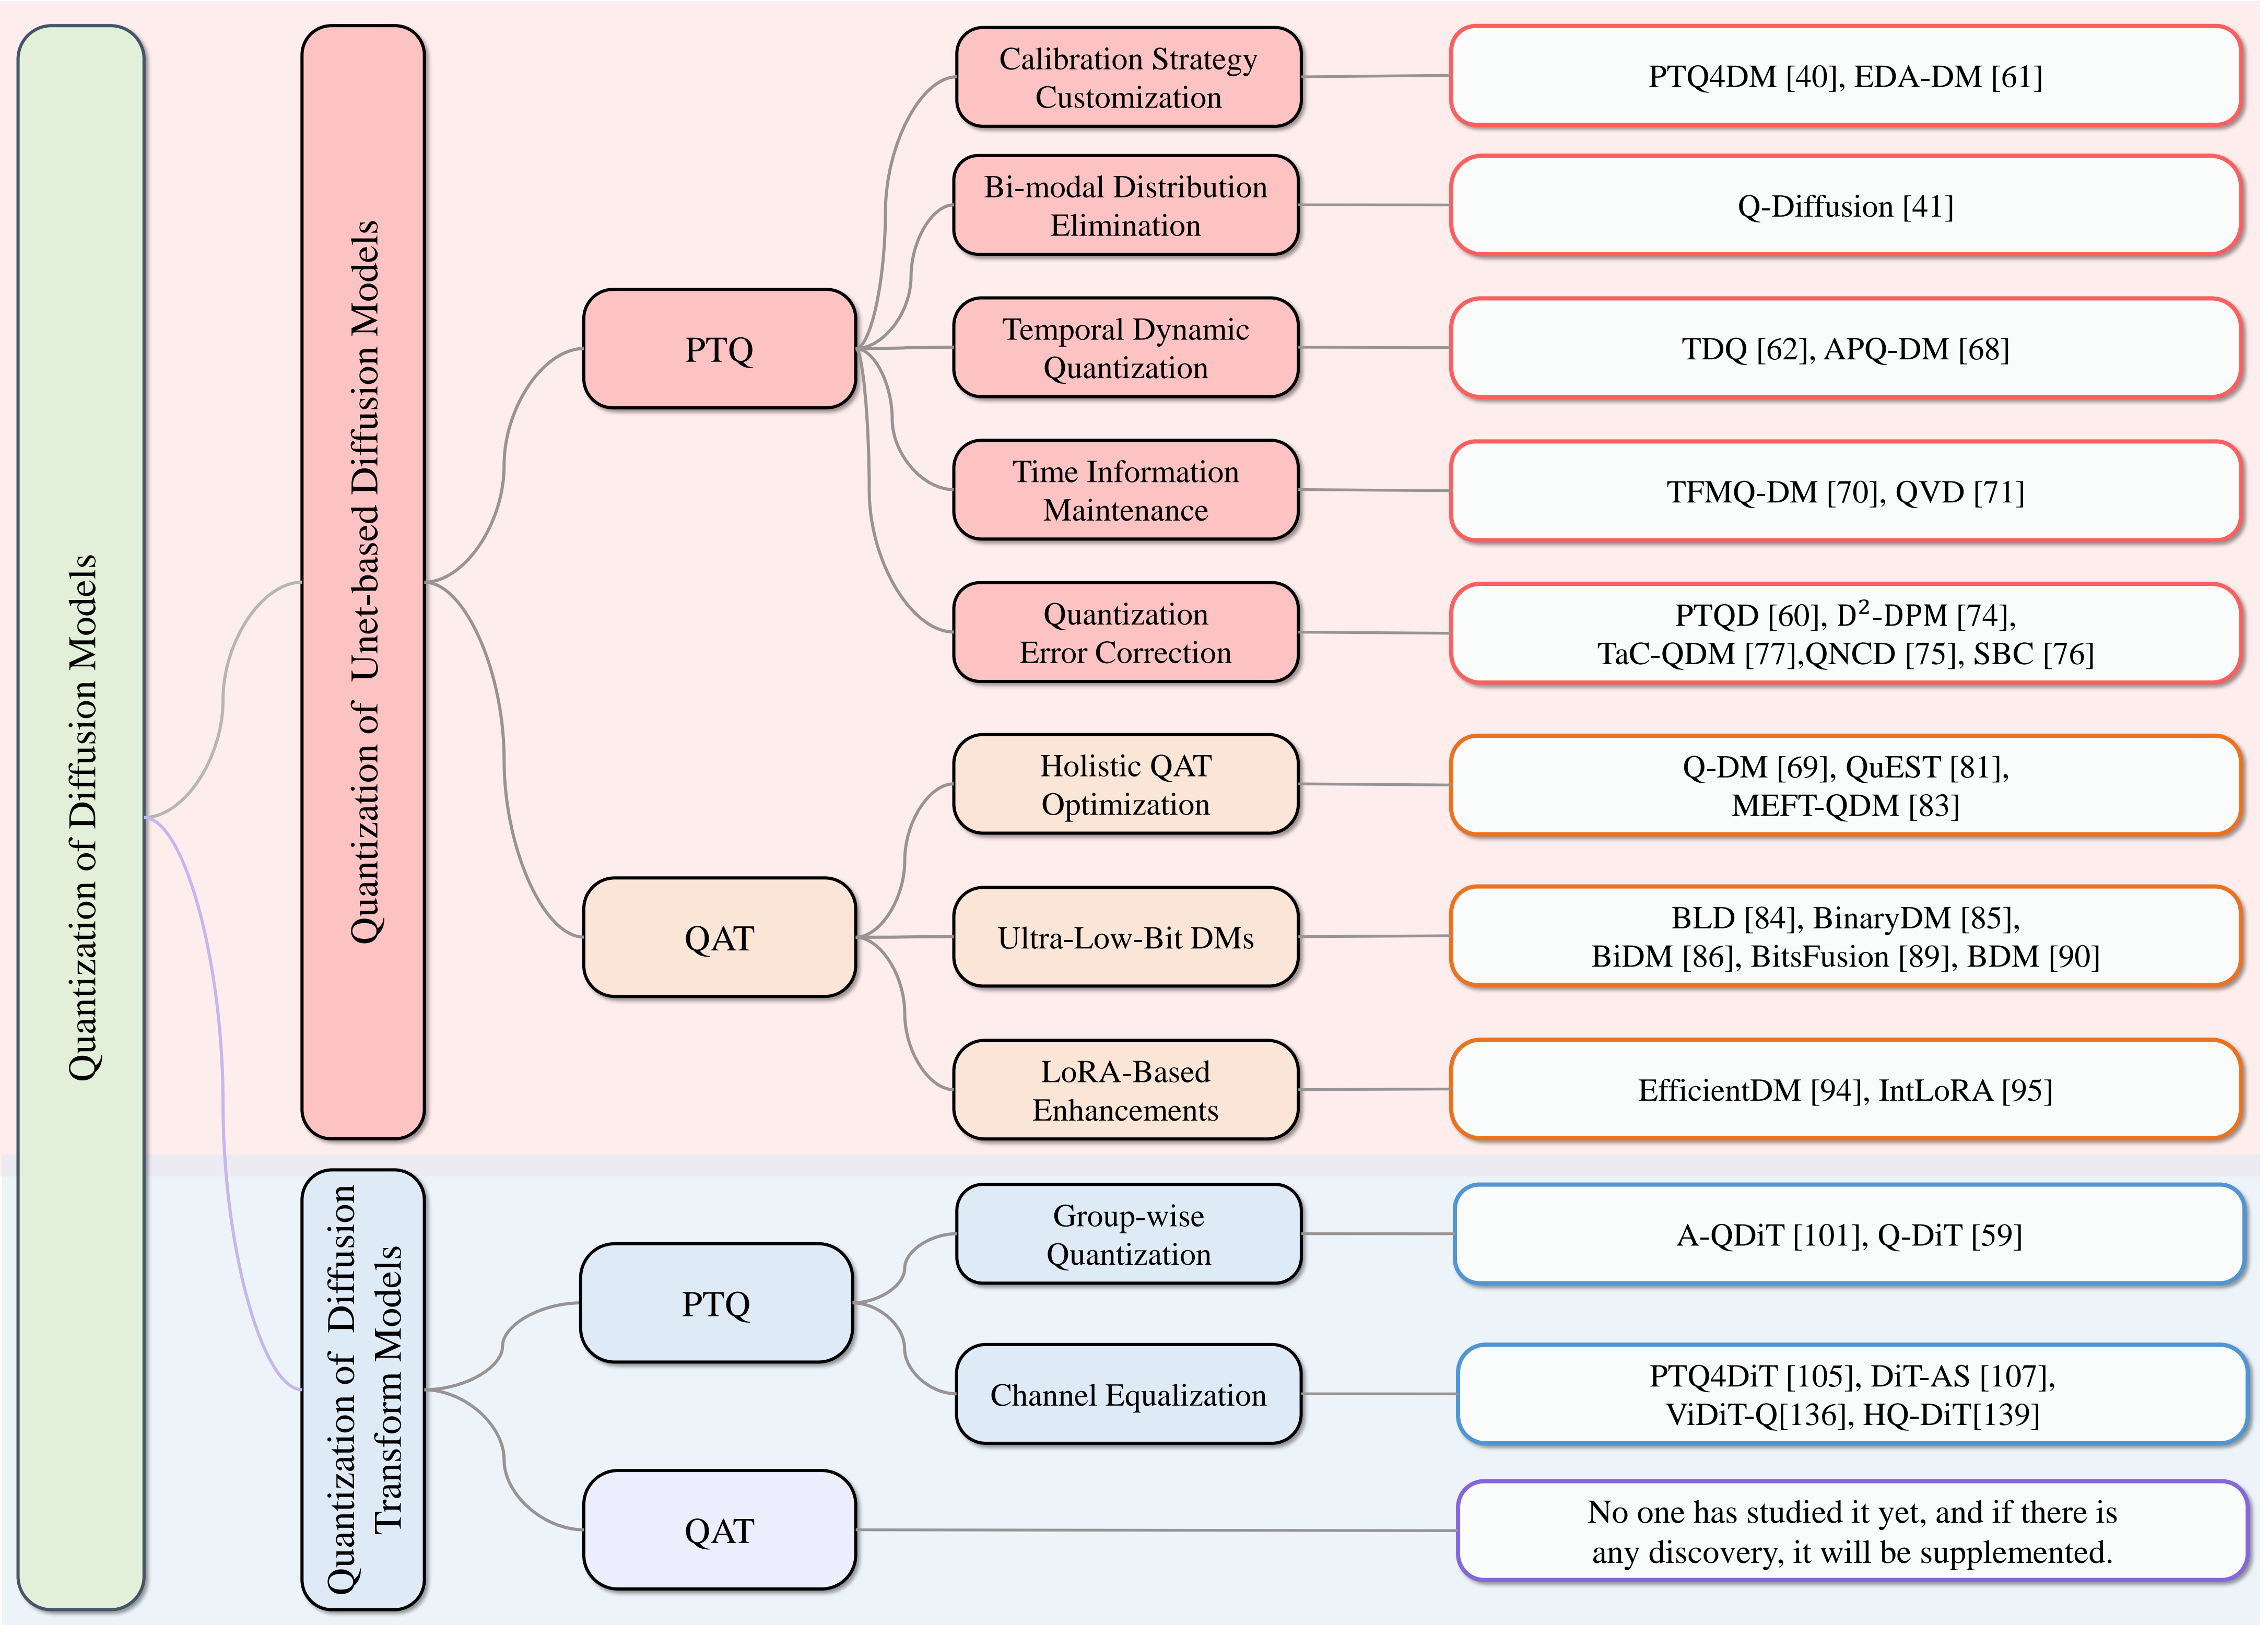 Quantization of Diffusion Models
Quantization of  Unet-based Diffusion Models
PTQ
Calibration Strategy
Customization
PTQ4DM [40], EDA-DM [61]
Bi-modal Distribution
Elimination
Q-Diffusion [41]
Temporal Dynamic
Quantization
TDQ [62], APQ-DM [68]
Time Information
Maintenance
TFMQ-DM [70], QVD [71]
Quantization
Error Correction
PTQD [60], D²-DPM [74],
TaC-QDM [77],QNCD [75], SBC [76]
QAT
Holistic QAT
Optimization
Q-DM [69], QuEST [81],
MEFT-QDM [83]
Ultra-Low-Bit DMs
BLD [84], BinaryDM [85],
BiDM [86], BitsFusion [89], BDM [90]
LoRA-Based
Enhancements
EfficientDM [94], IntLoRA [95]
Quantization of  Diffusion
Transform Models
PTQ
Group-wise
Quantization
A-QDiT [101], Q-DiT [59]
Channel Equalization
PTQ4DiT [105], DiT-AS [107],
ViDiT-Q[136], HQ-DiT[139]
QAT
No one has studied it yet, and if there is
any discovery, it will be supplemented.